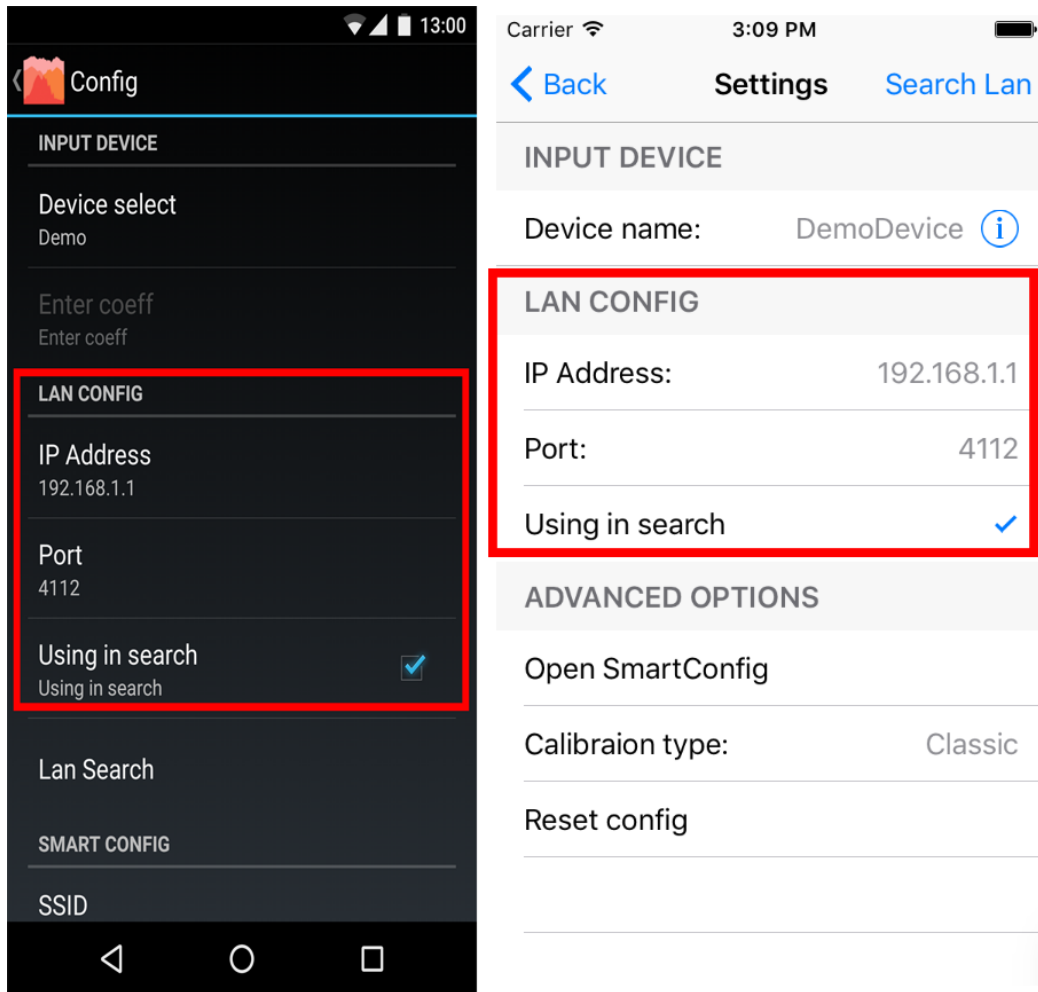 13:00
Config
INPUT DEVICE
Device select
Demo
Enter coeff
Enter coeff
LAN CONFIG
IP Address
192.168.1.1
Port
4112
Using in search
Using in search
Lan Search
SMART CONFIG
SSID
Carrier 3:09 PM
Back Settings Search Lan
INPUT DEVICE
Device name: DemoDevice i
LAN CONFIG
IP Address: 192.168.1.1
Port: 4112
Using in search
ADVANCED OPTIONS
Open SmartConfig
Calibraion type: Classic
Reset config